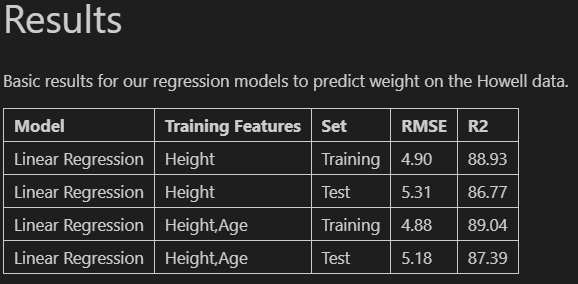 Results
Basic results for our regression models to predict weight on the Howell data.
Model Training Features Set RMSE R2
Linear Regression Height Training 4.90 88.93
Linear Regression Height Test 5.31 86.77
Linear Regression Height,Age Training 4.88 89.04
Linear Regression Height,Age Test 5.18 87.39